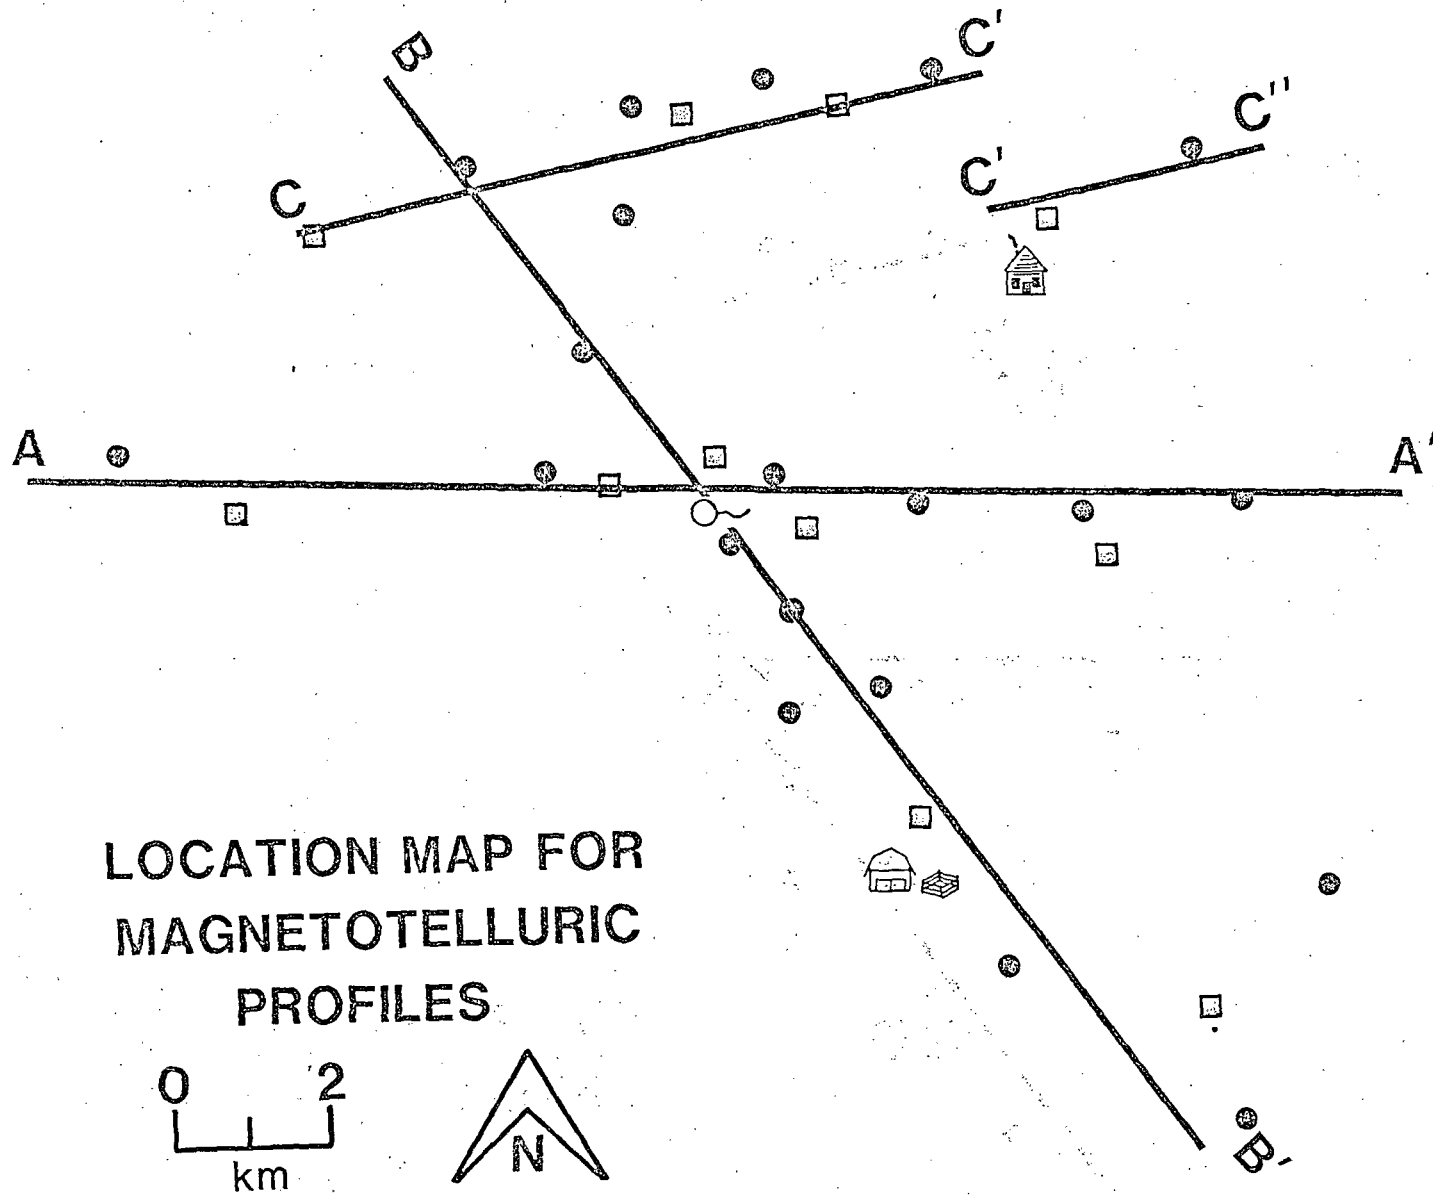 B
C'
C''
C
C'
A
A'
LOCATION MAP FOR
MAGNETOTELLURIC
PROFILES
0 2
km
N
B'